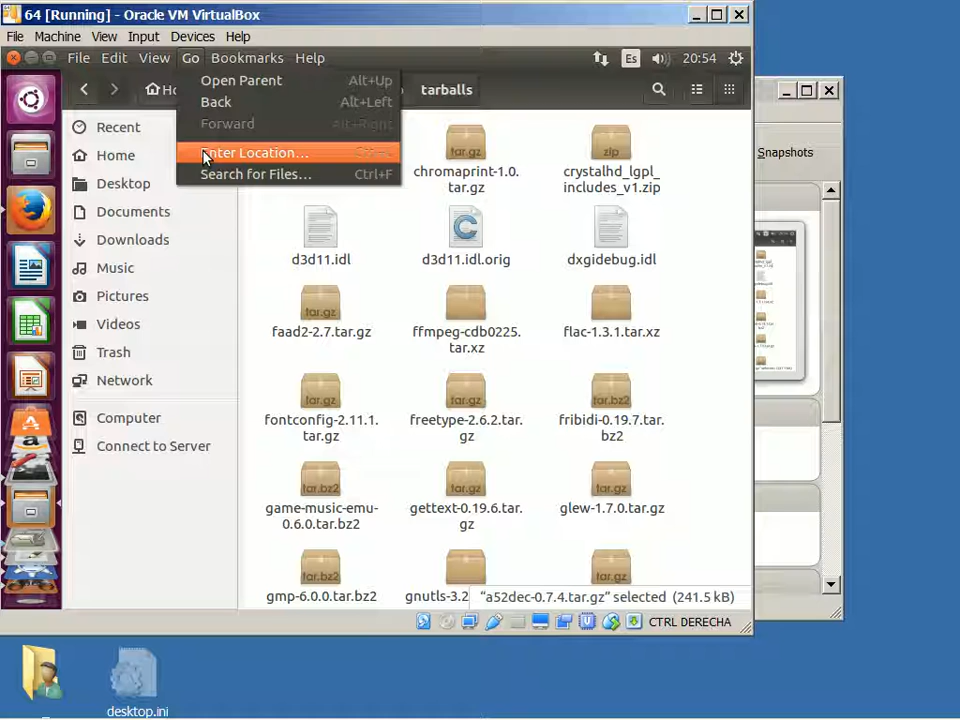 64 [Running] - Oracle VM VirtualBox
File Machine View Input Devices Help
File Edit View Go Bookmarks Help
Es
20:54
Open Parent Alt+Up
Back Alt+Left
Forward Alt+Right
Enter Location...
Search for Files... Ctrl+F
tarballs
Recent
Home
Desktop
Documents
Downloads
Music
Pictures
Videos
Trash
Network
Computer
Connect to Server
tar.gz
chromaprint-1.0.
tar.gz
zip
crystalhd_lgpl_
includes_v1.zip
d3d11.idl
d3d11.idl.orig
dxgidebug.idl
tar.gz
faad2-2.7.tar.gz
ffmpeg-cdb0225.
tar.xz
flac-1.3.1.tar.xz
tar.gz
fontconfig-2.11.1.
tar.gz
tar.gz
freetype-2.6.2.tar.
gz
tar.bz2
fribidi-0.19.7.tar.
bz2
tar.bz2
game-music-emu-
0.6.0.tar.bz2
tar.gz
gettext-0.19.6.tar.
gz
tar.gz
glew-1.7.0.tar.gz
tar.bz2
gmp-6.0.0.tar.bz2
gnutls-3.2
tar.gz
“a52dec-0.7.4.tar.gz” selected (241.5 kB)
CTRL DERECHA
Snapshots
desktop.ini